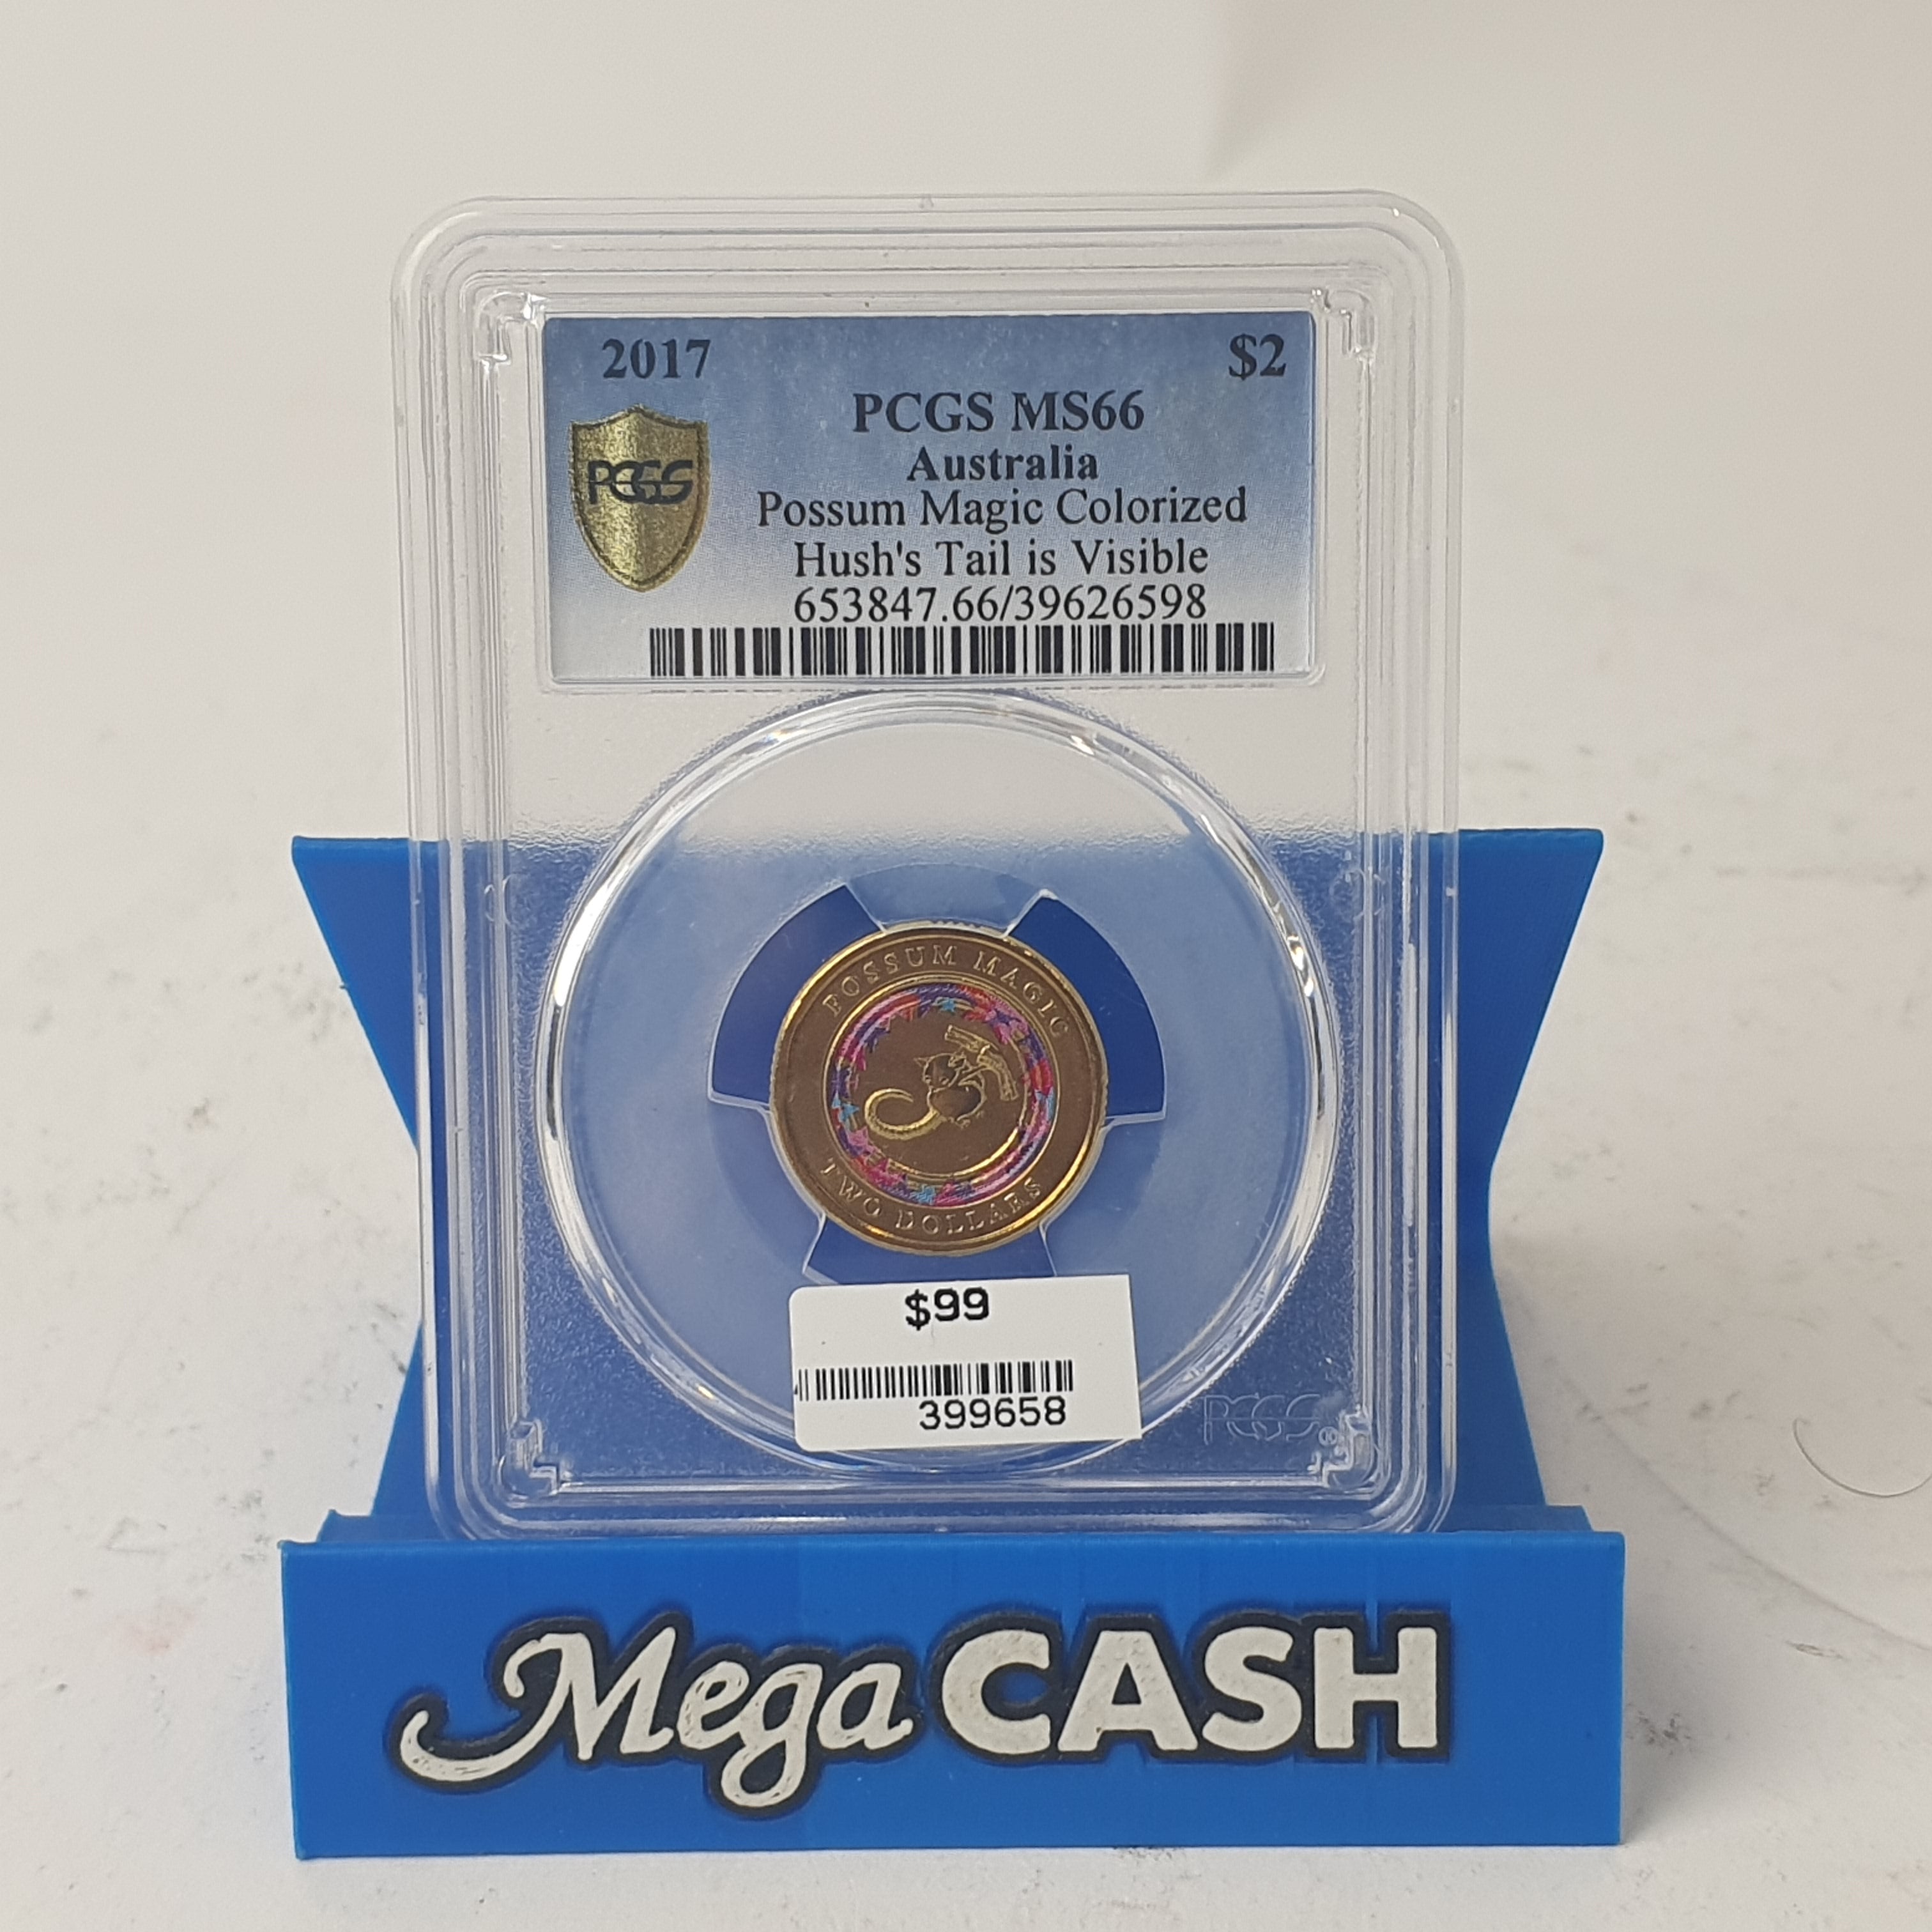 2017 $2
PCGS MS66
Australia
PCGS
Possum Magic Colorized
Hush's Tail is Visible
653847.66/39626598
POSSUM MAGIC
TWO DOLLARS
$99
399658
PCGS
Mega CASH